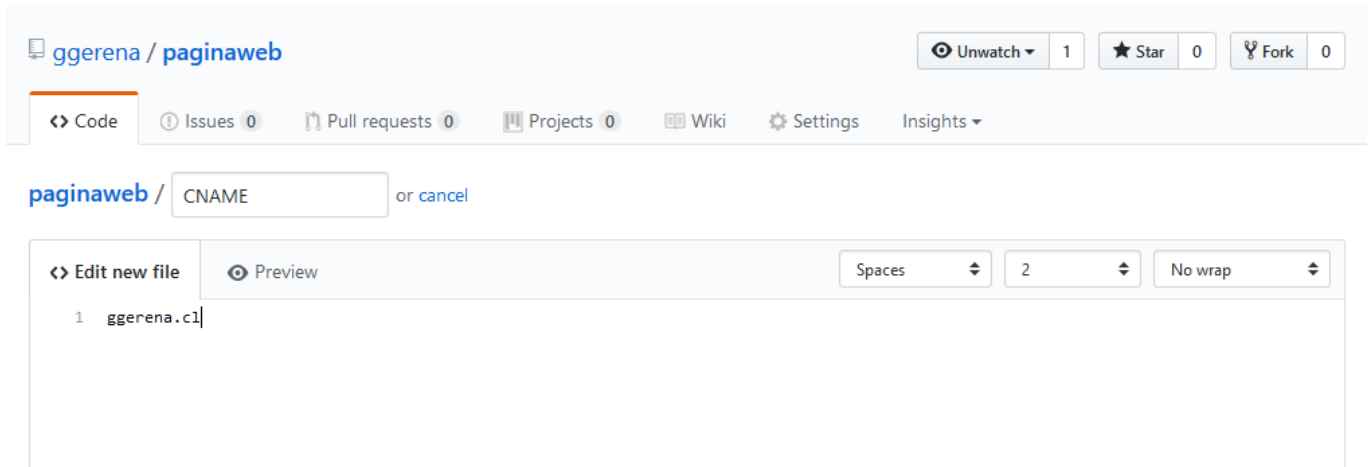 ggerena / paginaweb Unwatch 1 Star 0 Fork 0
Code Issues 0 Pull requests 0 Projects 0 Wiki Settings Insights
paginaweb / CNAME or cancel
Edit new file Preview Spaces 2 No wrap
1 ggerena.cl